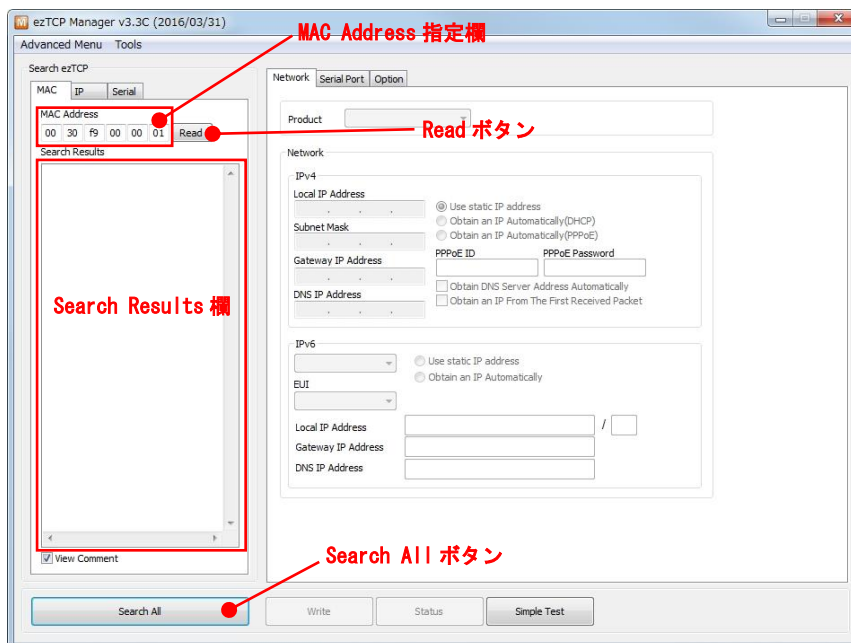 ezTCP Manager v3.3C (2016/03/31)
MAC Address 指定欄
Advanced Menu Tools
Search ezTCP
MAC IP Serial
MAC Address
00 30 f9 00 00 01 Read
Read ボタン
Search Results
Search Results 欄
View Comment
Network Serial Port Option
Product
Network
IPv4
Local IP Address
Use static IP address
Obtain an IP Automatically(DHCP)
Subnet Mask
Obtain an IP Automatically(PPPoE)
Gateway IP Address
PPPoE ID PPPoE Password
Obtain DNS Server Address Automatically
DNS IP Address
Obtain an IP From The First Received Packet
IPv6
Use static IP address
Obtain an IP Automatically
EUI
Local IP Address /
Gateway IP Address
DNS IP Address
Search All ボタン
Search All Write Status Simple Test